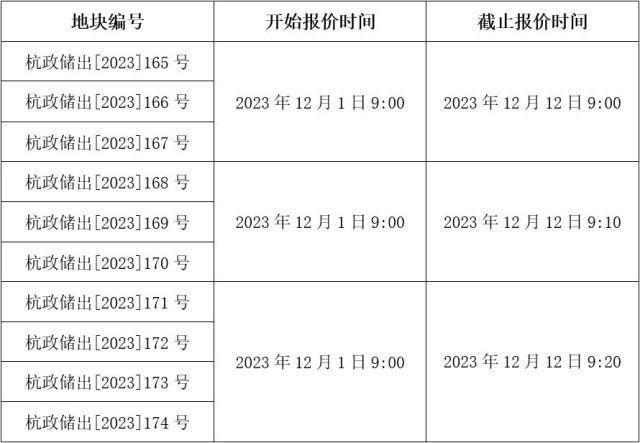 地块编号 开始报价时间 截止报价时间
杭政储出[2023]165 号
杭政储出[2023]166 号 2023 年 12 月 1 日 9:00 2023 年 12 月 12 日 9:00
杭政储出[2023]167 号
杭政储出[2023]168 号
杭政储出[2023]169 号 2023 年 12 月 1 日 9:00 2023 年 12 月 12 日 9:10
杭政储出[2023]170 号
杭政储出[2023]171 号
杭政储出[2023]172 号
2023 年 12 月 1 日 9:00 2023 年 12 月 12 日 9:20
杭政储出[2023]173 号
杭政储出[2023]174 号